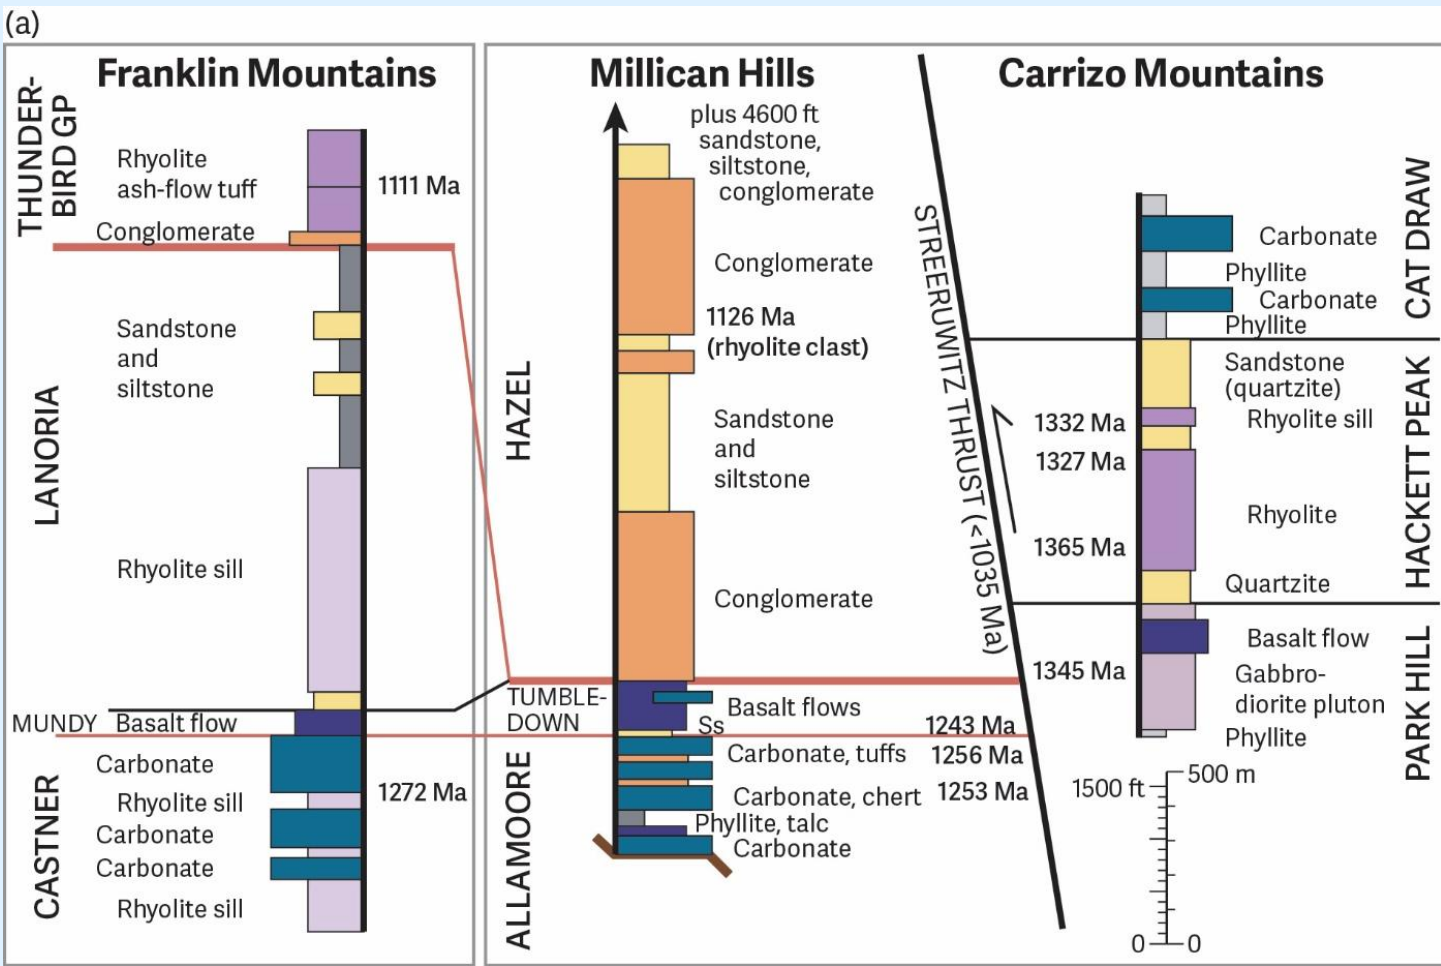 (a)
Franklin Mountains
THUNDER-
BIRD GP
Rhyolite
ash-flow tuff
1111 Ma
Conglomerate
LANORIA
Sandstone
and
siltstone
Rhyolite sill
MUNDY
Basalt flow
CASTNER
Carbonate
1272 Ma
Rhyolite sill
Carbonate
Carbonate
Rhyolite sill
Millican Hills
plus 4600 ft
sandstone,
siltstone,
conglomerate
HAZEL
Conglomerate
1126 Ma
(rhyolite clast)
Sandstone
and
siltstone
Conglomerate
TUMBLE-
DOWN
Basalt flows
Ss
1243 Ma
ALLAMOORE
Carbonate, tuffs
1256 Ma
Carbonate, chert
1253 Ma
Phyllite, talc
Carbonate
STREERUWITZ THRUST (<1035 Ma)
Carrizo Mountains
CAT DRAW
Carbonate
Phyllite
Carbonate
Phyllite
HACKETT PEAK
Sandstone
(quartzite)
1332 Ma
Rhyolite sill
1327 Ma
Rhyolite
1365 Ma
Quartzite
PARK HILL
Basalt flow
1345 Ma
Gabbro-
diorite pluton
Phyllite
1500 ft
500 m
0
0